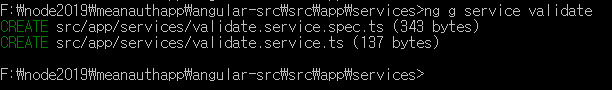 F:₩node2019₩meanauthapp₩angular-src₩src₩app₩services>ng g service validate
CREATE src/app/services/validate.service.spec.ts (343 bytes)
CREATE src/app/services/validate.service.ts (137 bytes)
F:₩node2019₩meanauthapp₩angular-src₩src₩app₩services>